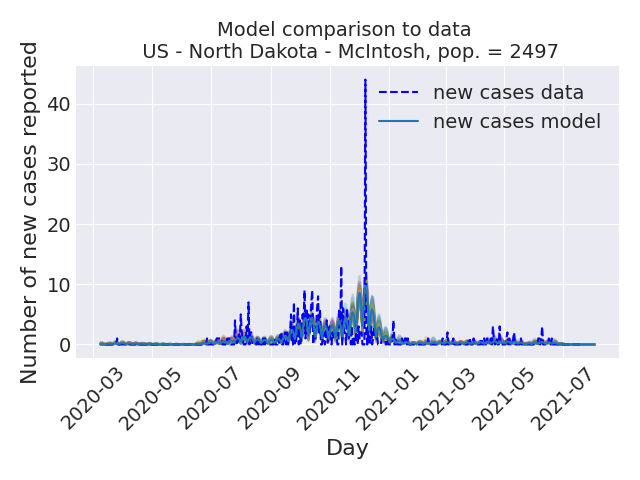 Model comparison to data
US - North Dakota - McIntosh, pop. = 2497
Number of new cases reported
40
30
20
10
0
new cases data
new cases model
2020-03
2020-05
2020-07
2020-09
2020-11
2021-01
2021-03
2021-05
2021-07
Day